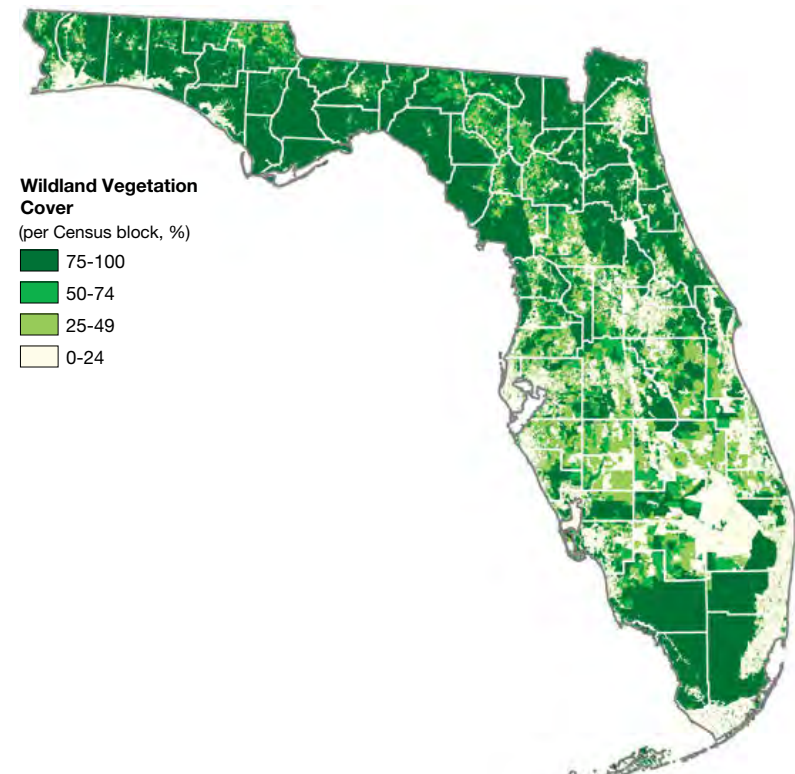 Wildland Vegetation
Cover
(per Census block, %)
75-100
50-74
25-49
0-24